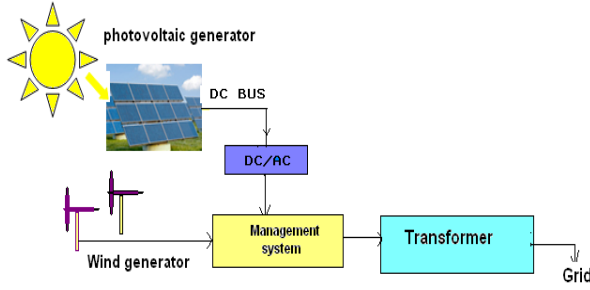 photovoltaic generator
DC BUS
DC/AC
Management
system
Transformer
Wind generator
Grid